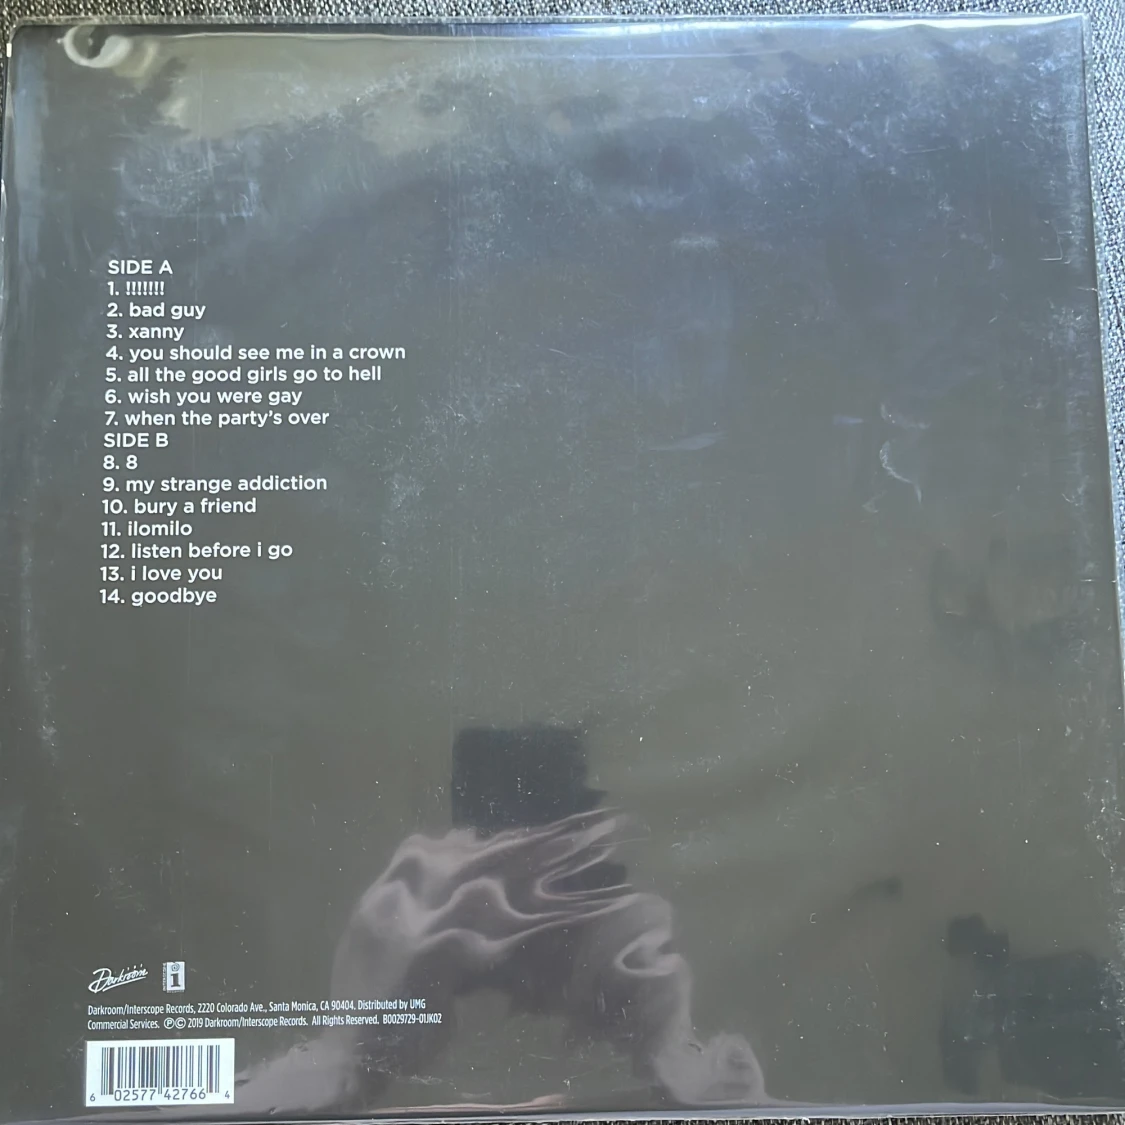 SIDE A
1. !!!!!!!
2. bad guy
3. xanny
4. you should see me in a crown
5. all the good girls go to hell
6. wish you were gay
7. when the party's over
SIDE B
8. 8
9. my strange addiction
10. bury a friend
11. ilomilo
12. listen before i go
13. i love you
14. goodbye
Darkroom
i
Darkroom/Interscope Records, 2220 Colorado Ave., Santa Monica, CA 90404. Distributed by UMG
Commercial Services. ℗© 2019 Darkroom/Interscope Records. All Rights Reserved. B0029729-01JK02
6 02577 42766 4